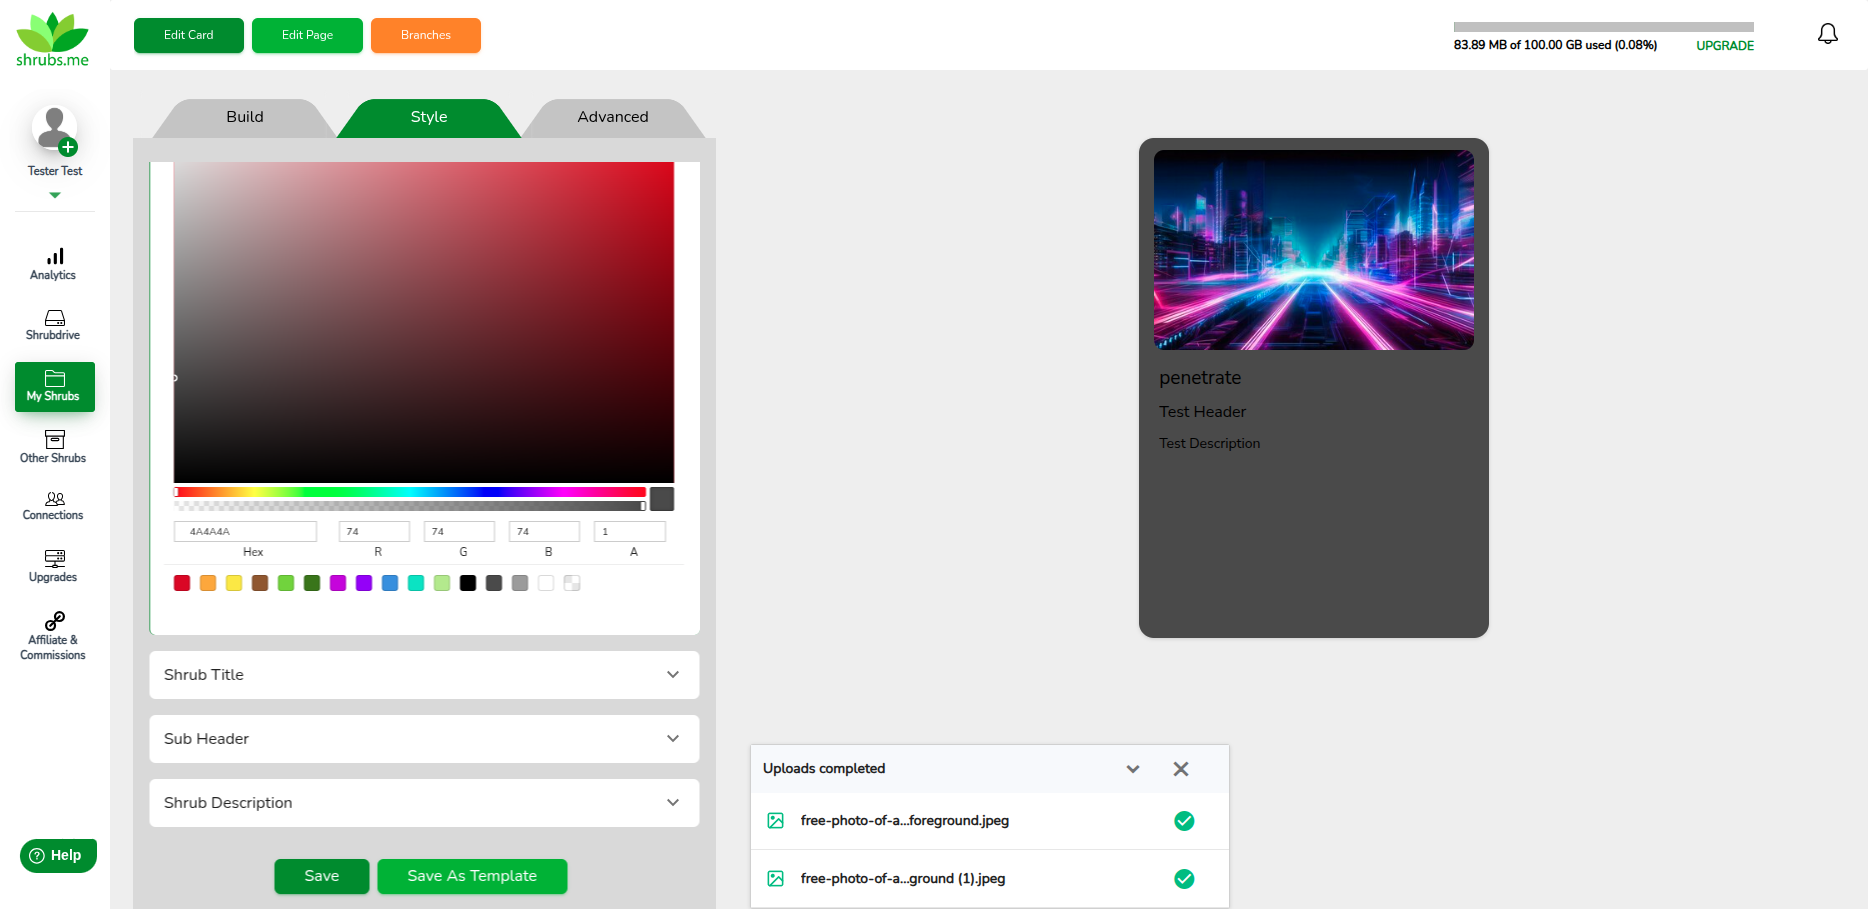 shrubs.me
Edit Card
Edit Page
Branches
83.89 MB of 100.00 GB used (0.08%)
UPGRADE
Tester Test
Analytics
Shrubdrive
My Shrubs
Other Shrubs
Connections
Upgrades
Affiliate &
Commissions
Help
Build
Style
Advanced
4A4A4A
74
74
74
1
Hex
R
G
B
A
Shrub Title
Sub Header
Shrub Description
Save
Save As Template
penetrate
Test Header
Test Description
Uploads completed
free-photo-of-a...foreground.jpeg
free-photo-of-a...ground (1).jpeg